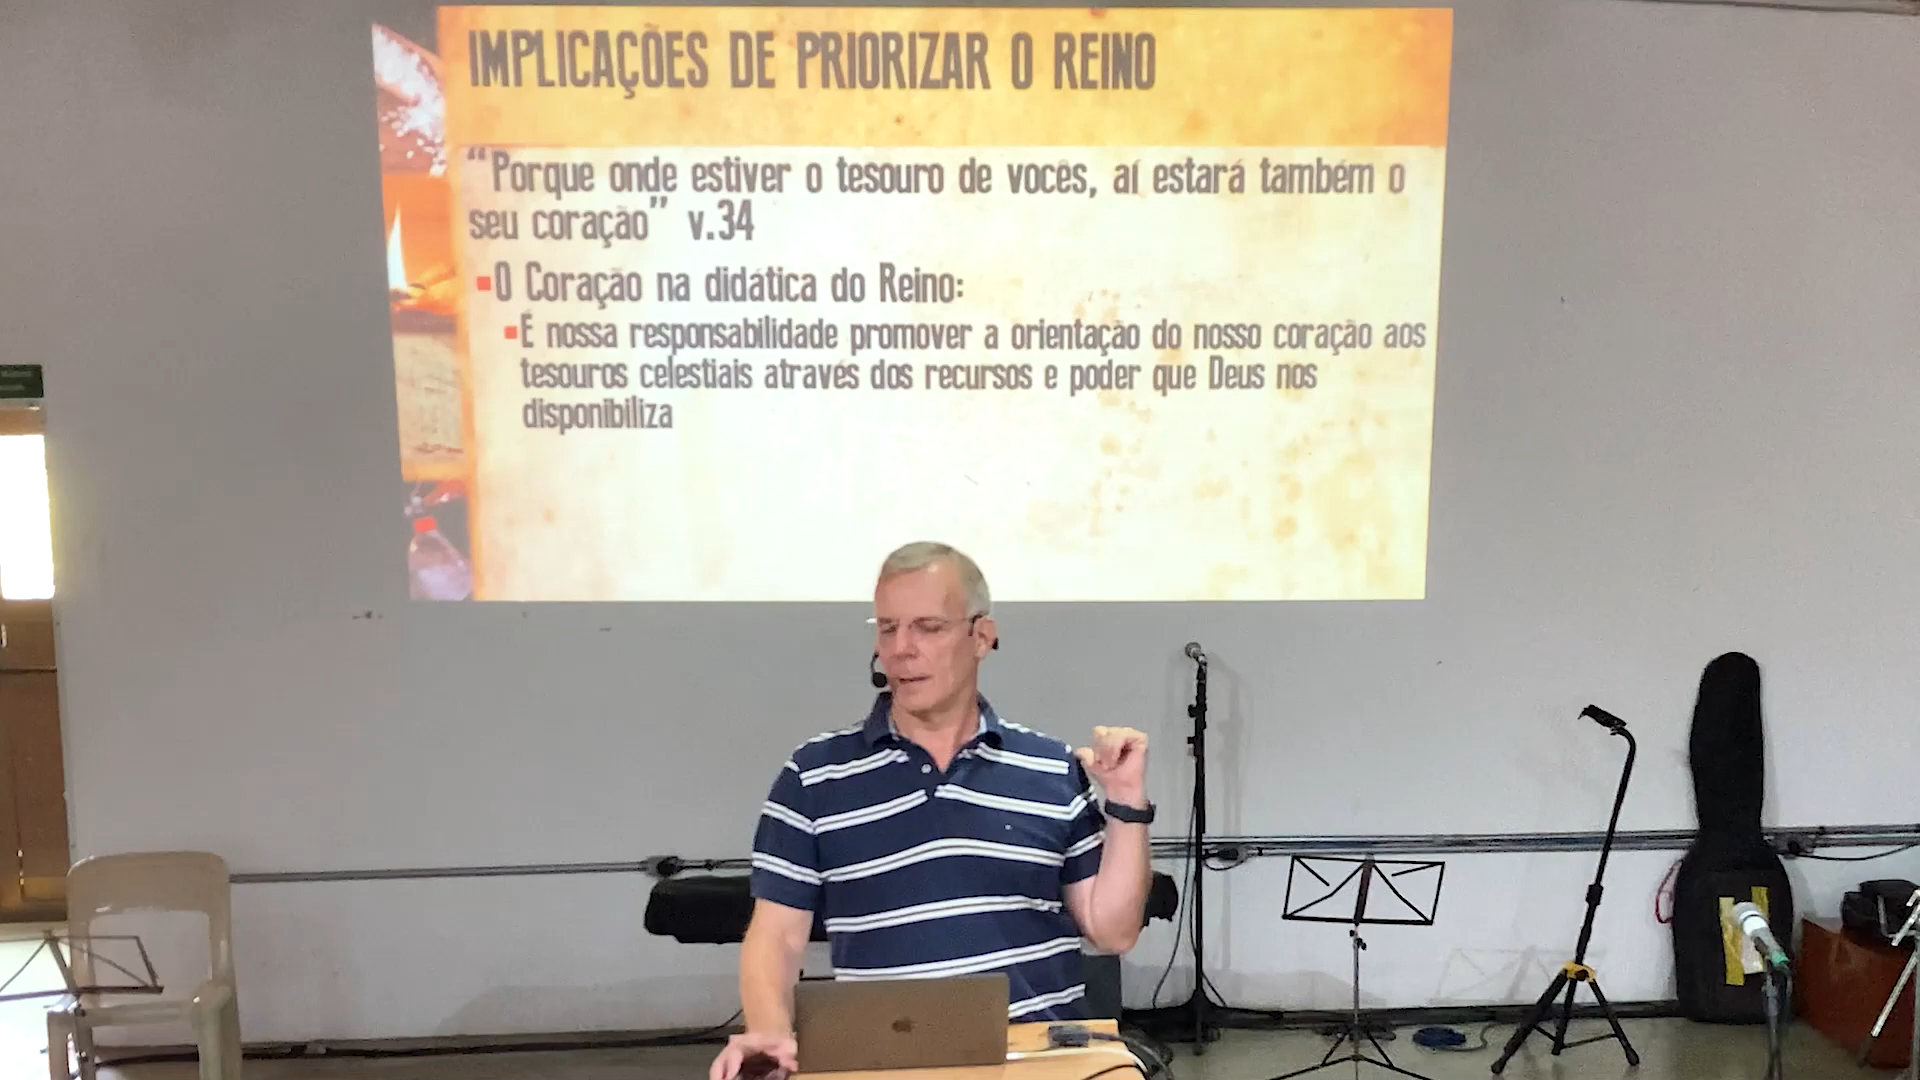 IMPLICAÇÕES DE PRIORIZAR O REINO
“Porque onde estiver o tesouro de vocês, aí estará também o
seu coração” v.34
O Coração na didática do Reino:
É nossa responsabilidade promover a orientação do nosso coração aos
tesouros celestiais através dos recursos e poder que Deus nos
disponibiliza